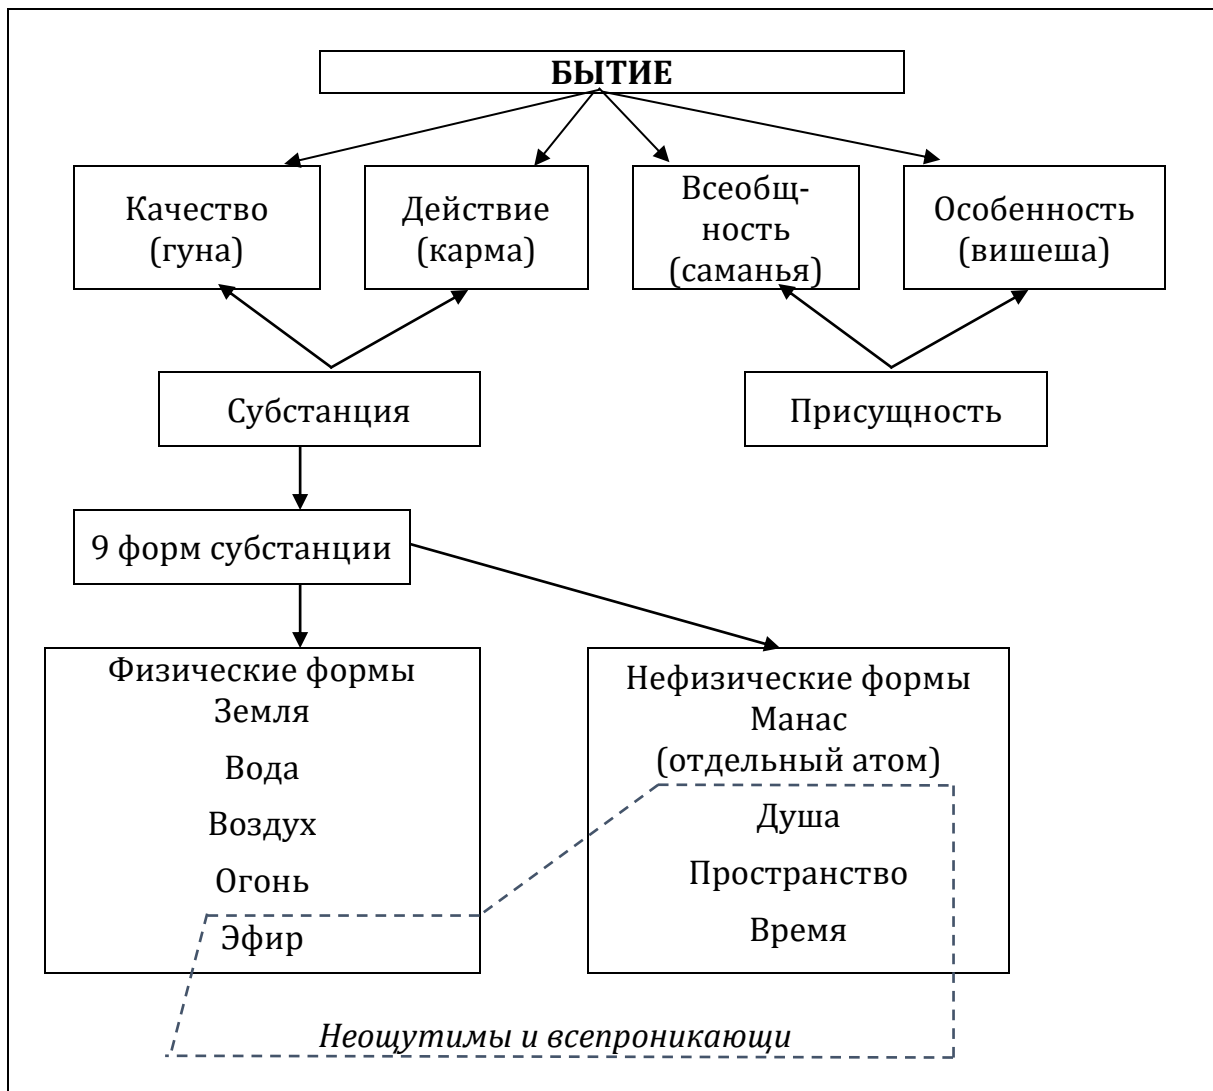 БЫТИЕ
Качество
(гуна)
Действие
(карма)
Всеобщ-
ность
(саманья)
Особенность
(вишеша)
Субстанция
Присущность
9 форм субстанции
Физические формы
Земля
Вода
Воздух
Огонь
Эфир
Нефизические формы
Манас
(отдельный атом)
Душа
Пространство
Время
Неощутимы и всепроникающи